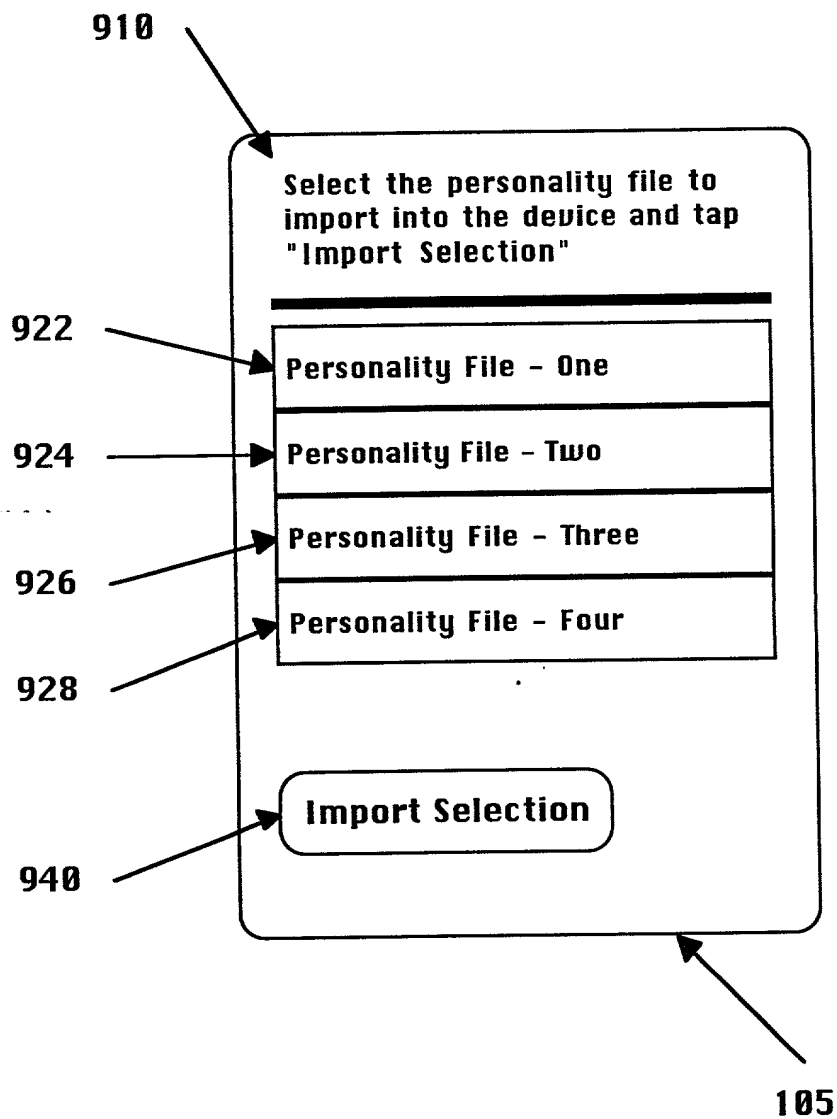 910
Select the personality file to
import into the device and tap
"Import Selection"
922
Personality File - One
924
Personality File - Two
926
Personality File - Three
928
Personality File - Four
940
Import Selection
105